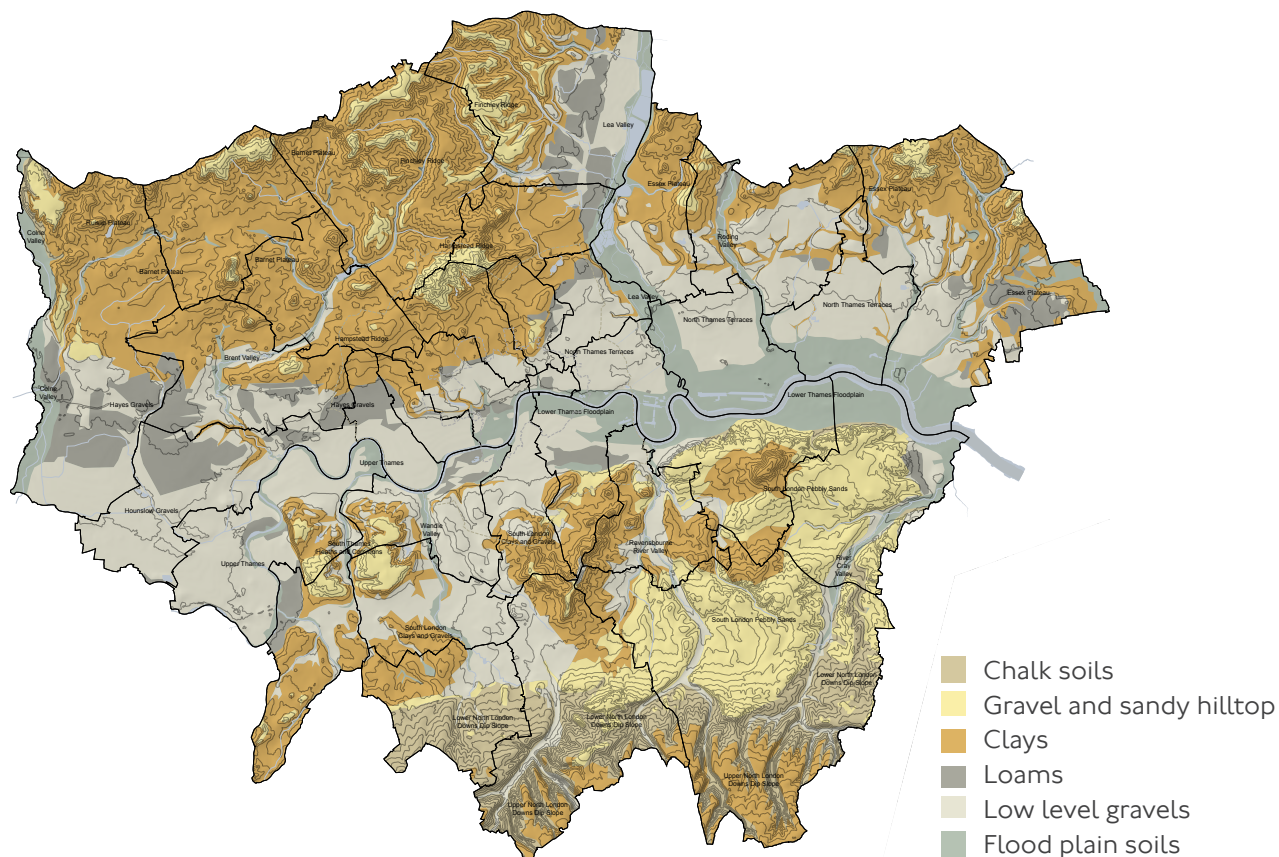 Finchley Ridge
Lea Valley
Barnet Plateau
Finchley Ridge
Essex Plateau
Essex Plateau
Ruislip Plateau
Colne
Valley
Roding
Valley
Hampstead Ridge
Barnet Plateau
Barnet Plateau
Essex Plateau
Lea Valley
North Thames Terraces
North Thames Terraces
Hampstead Ridge
North Thames Terraces
Brent Valley
Colne
Valley
Hayes Gravels
Hayes Gravels
Lower Thames Floodplain
Lower Thames Floodplain
Upper Thames
South London Pebbly Sands
Hounslow Gravels
Wandle
Valley
South London
Clays and Gravels
South Thames
Heaths and Commons
Ravensbourne
River Valley
Upper Thames
River
Cray
Valley
South London Pebbly Sands
South London
Clays and Gravels
Lower North London
Downs Dip Slope
Lower North London
Downs Dip Slope
Lower North London
Downs Dip Slope
Upper North London
Downs Dip Slope
Upper North London
Downs Dip Slope
Chalk soils
Gravel and sandy hilltop
Clays
Loams
Low level gravels
Flood plain soils